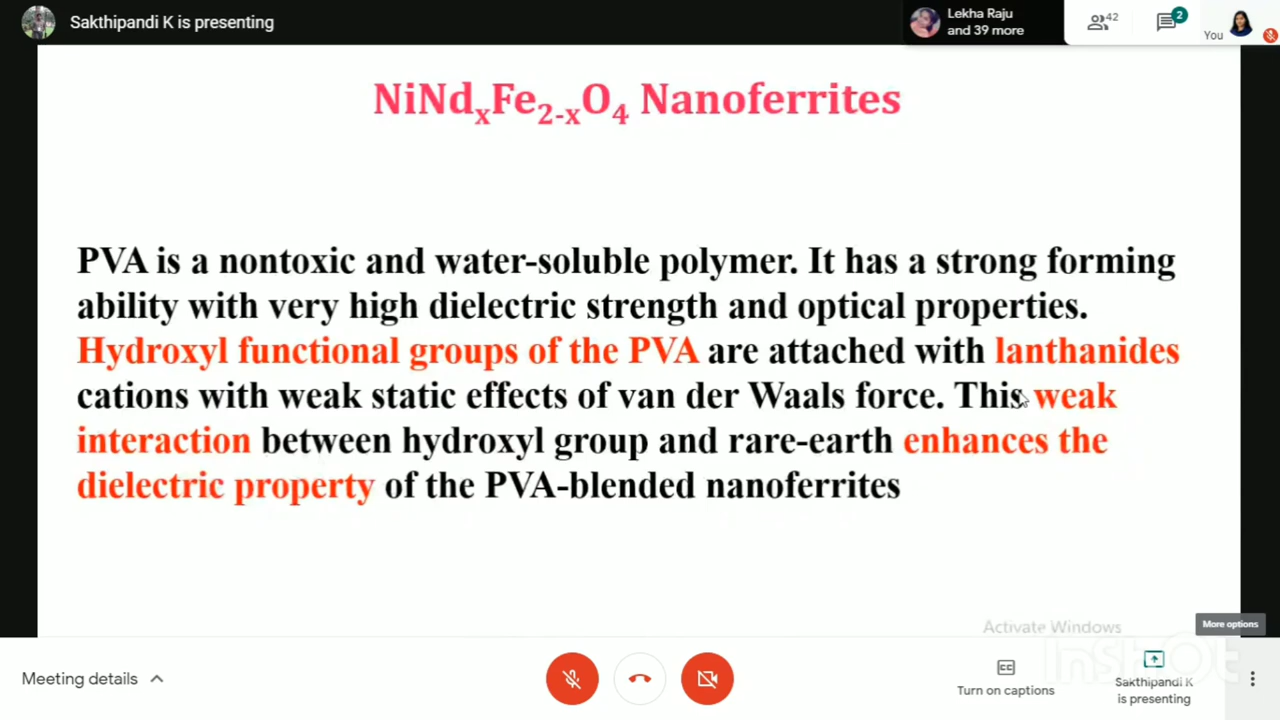 Sakthipandi K is presenting
Lekha Raju
and 39 more
42
2
You
NiNdxFe2-xO4 Nanoferrites
PVA is a nontoxic and water-soluble polymer. It has a strong forming
ability with very high dielectric strength and optical properties.
Hydroxyl functional groups of the PVA are attached with lanthanides
cations with weak static effects of van der Waals force. This weak
interaction between hydroxyl group and rare-earth enhances the
dielectric property of the PVA-blended nanoferrites
Activate Windows
More options
InShOt
Meeting details
CC
Turn on captions
Sakthipandi K
is presenting